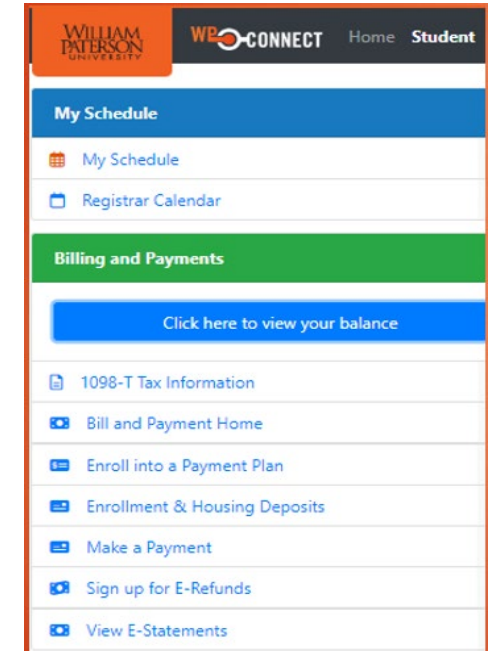 WILLIAM
PATERSON
UNIVERSITY
WP CONNECT Home Student
My Schedule
My Schedule
Registrar Calendar
Billing and Payments
Click here to view your balance
1098-T Tax Information
Bill and Payment Home
Enroll into a Payment Plan
Enrollment & Housing Deposits
Make a Payment
Sign up for E-Refunds
View E-Statements